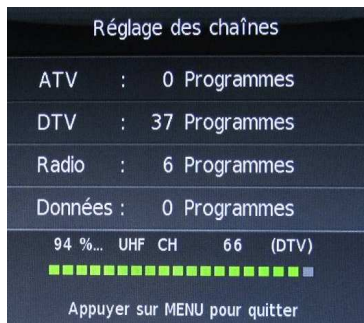 Réglage des chaînes
ATV : 0 Programmes
DTV : 37 Programmes
Radio : 6 Programmes
Données : 0 Programmes
94 %... UHF CH 66 (DTV)
Appuyer sur MENU pour quitter